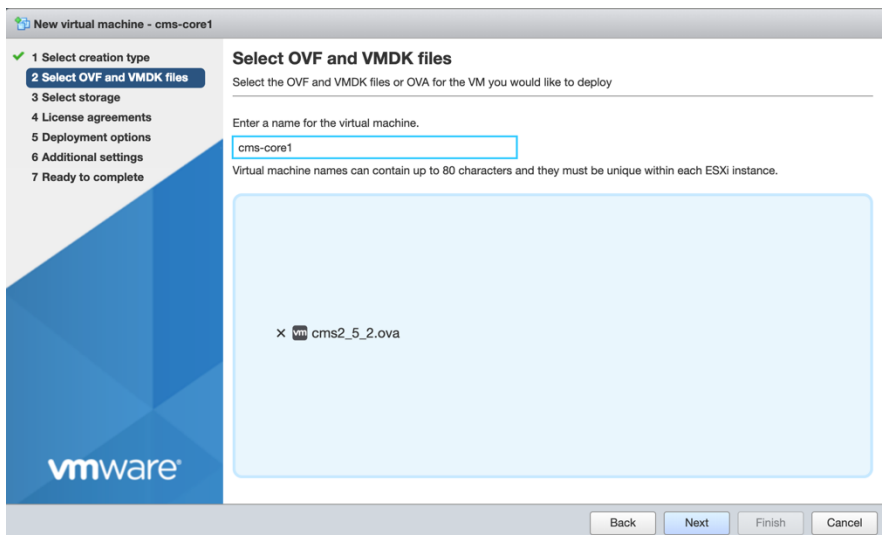 New virtual machine - cms-core1
1 Select creation type
2 Select OVF and VMDK files
3 Select storage
4 License agreements
5 Deployment options
6 Additional settings
7 Ready to complete
vmware®
Select OVF and VMDK files
Select the OVF and VMDK files or OVA for the VM you would like to deploy
Enter a name for the virtual machine.
cms-core1
Virtual machine names can contain up to 80 characters and they must be unique within each ESXi instance.
× vm cms2_5_2.ova
Back Next Finish Cancel